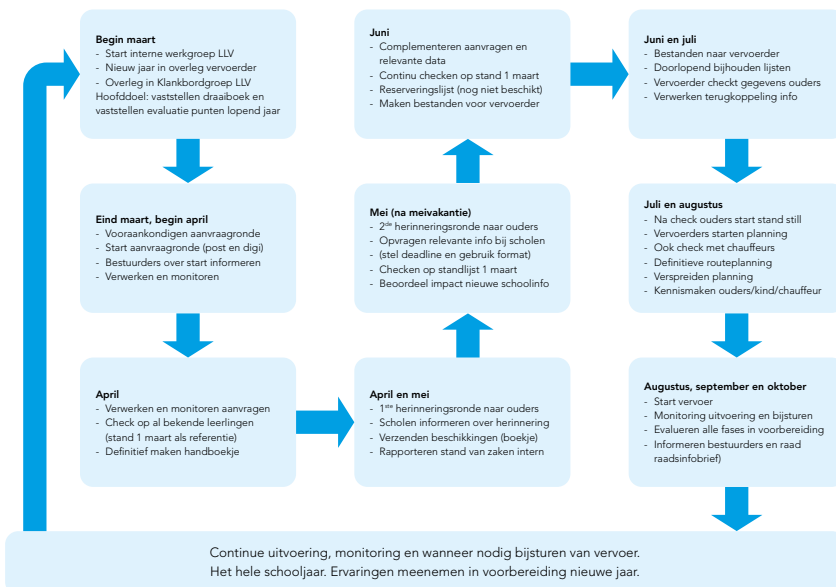 Begin maart
- Start interne werkgroep LLV
- Nieuw jaar in overleg vervoerder
- Overleg in Klankbordgroep LLV
Hoofddoel: vaststellen draaiboek en
vaststellen evaluatie punten lopend jaar
Eind maart, begin april
- Vooraankondigen aanvraagronde
- Start aanvraagronde (post en digi)
- Bestuurders over start informeren
- Verwerken en monitoren
April
- Verwerken en monitoren aanvragen
- Check op al bekende leerlingen
(stand 1 maart als referentie)
- Definitief maken handboekje
April en mei
- 1ste herinneringsronde naar ouders
- Scholen informeren over herinnering
- Verzenden beschikkingen (boekje)
- Rapporteren stand van zaken intern
Mei (na meivakantie)
- 2de herinneringsronde naar ouders
- Opvragen relevante info bij scholen
- (stel deadline en gebruik format)
- Checken op standlijst 1 maart
- Beoordeel impact nieuwe schoolinfo
Juni
- Complementeren aanvragen en
relevante data
- Continu checken op stand 1 maart
- Reserveringslijst (nog niet beschikt)
- Maken bestanden voor vervoerder
Juni en juli
- Bestanden naar vervoerder
- Doorlopend bijhouden lijsten
- Vervoerder checkt gegevens ouders
- Verwerken terugkoppeling info
Juli en augustus
- Na check ouders start stand still
- Vervoerders starten planning
- Ook check met chauffeurs
- Definitieve routeplanning
- Verspreiden planning
- Kennismaken ouders/kind/chauffeur
Augustus, september en oktober
- Start vervoer
- Monitoring uitvoering en bijsturen
- Evalueren alle fases in voorbereiding
- Informeren bestuurders en raad
raadsinfobrief)
Continue uitvoering, monitoring en wanneer nodig bijsturen van vervoer.
Het hele schooljaar. Ervaringen meenemen in voorbereiding nieuwe jaar.